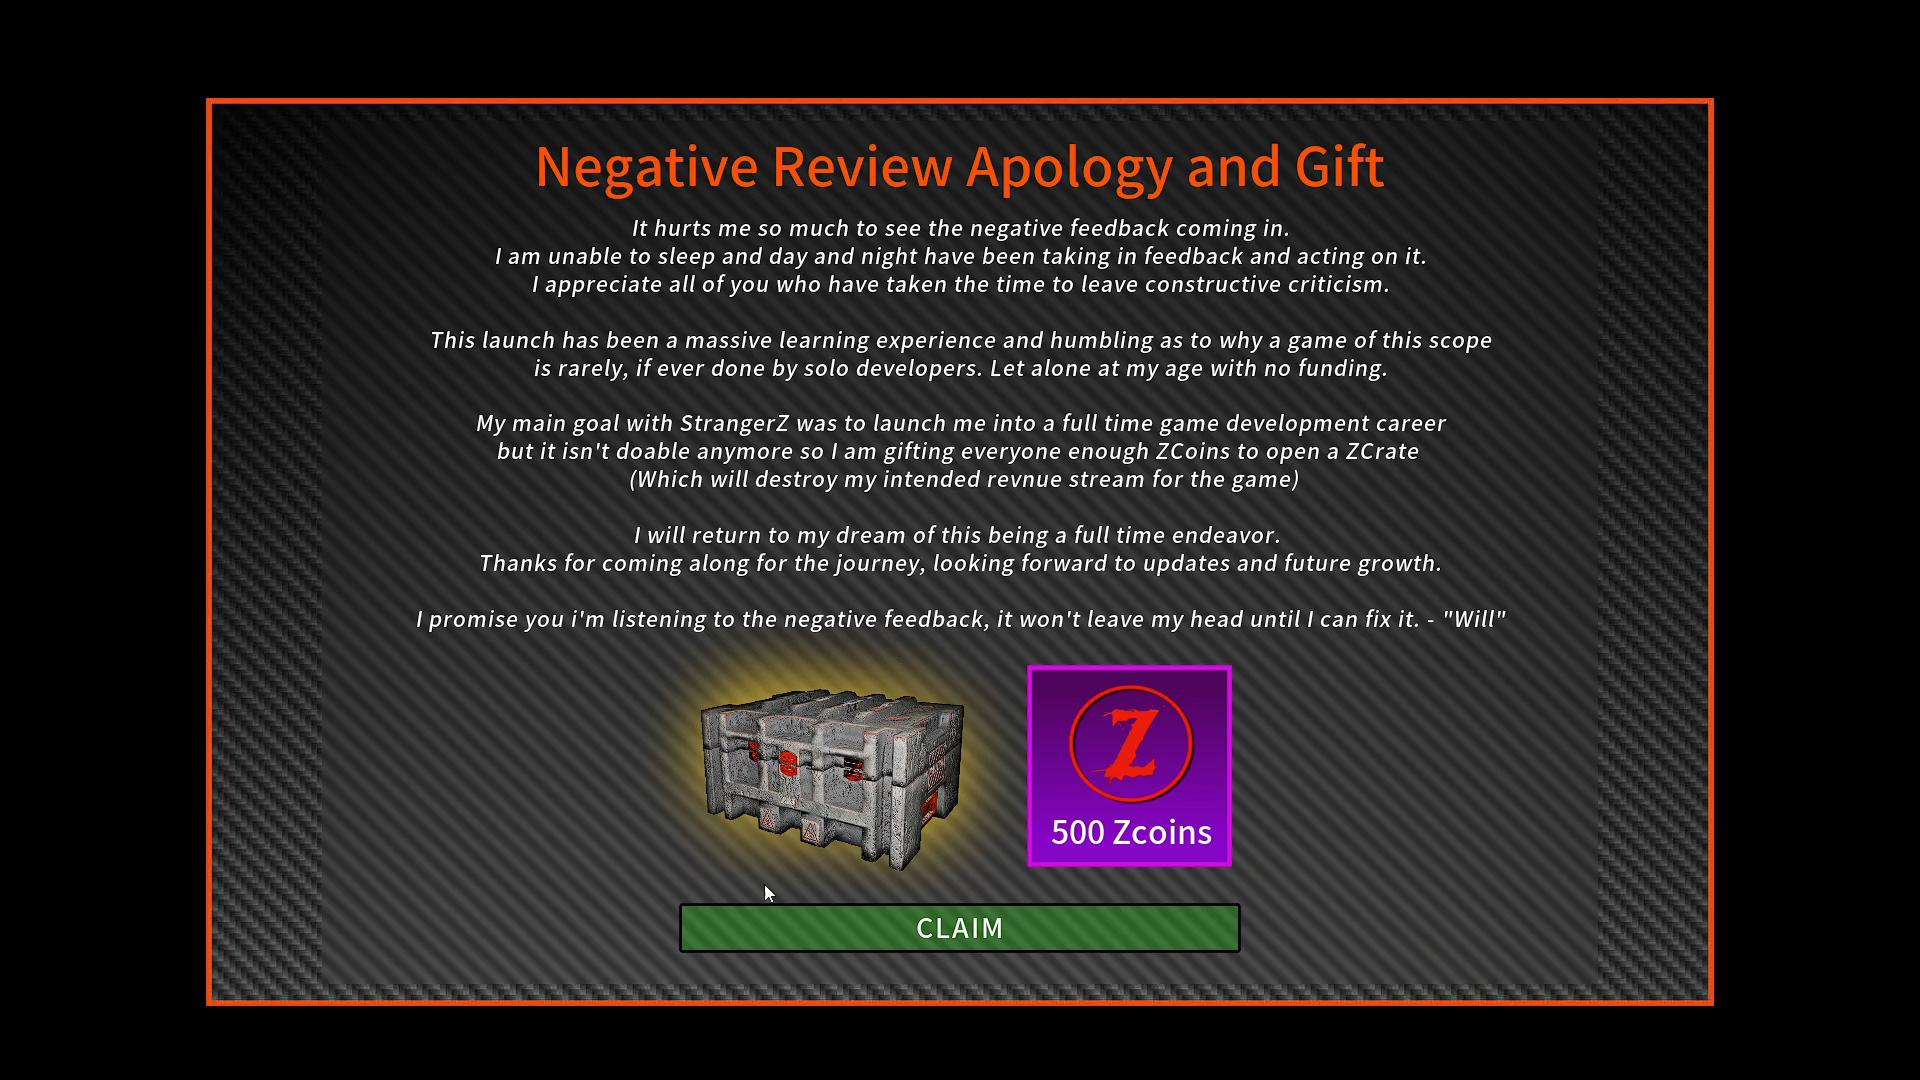 Negative Review Apology and Gift
It hurts me so much to see the negative feedback coming in.
I am unable to sleep and day and night have been taking in feedback and acting on it.
I appreciate all of you who have taken the time to leave constructive criticism.
This launch has been a massive learning experience and humbling as to why a game of this scope
is rarely, if ever done by solo developers. Let alone at my age with no funding.
My main goal with StrangerZ was to launch me into a full time game development career
but it isn't doable anymore so I am gifting everyone enough ZCoins to open a ZCrate
(Which will destroy my intended revnue stream for the game)
I will return to my dream of this being a full time endeavor.
Thanks for coming along for the journey, looking forward to updates and future growth.
I promise you i'm listening to the negative feedback, it won't leave my head until I can fix it. - "Will"
Z
500 Zcoins
CLAIM